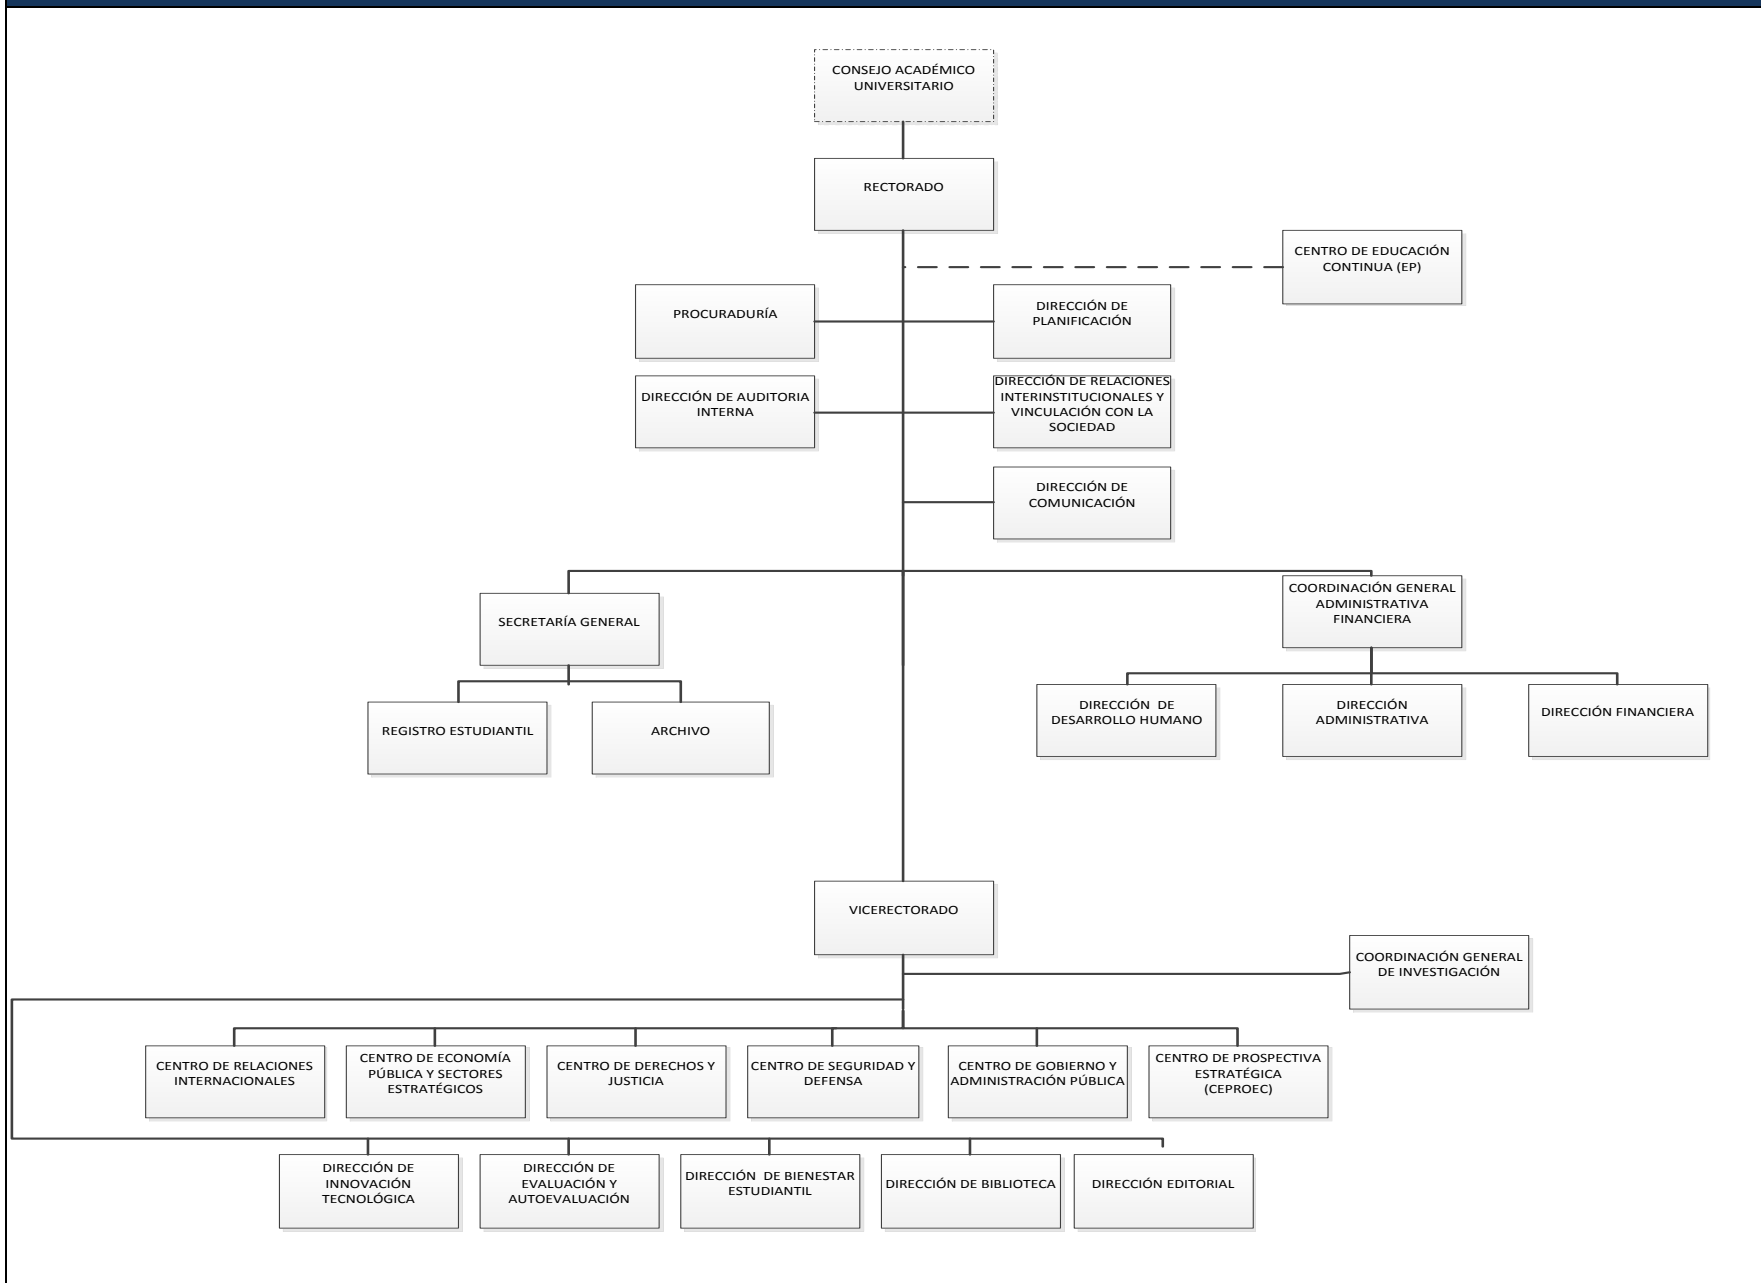 CONSEJO ACADÉMICO
UNIVERSITARIO
RECTORADO
CENTRO DE EDUCACIÓN
CONTINUA (EP)
PROCURADURÍA
DIRECCIÓN DE
PLANIFICACIÓN
DIRECCIÓN DE AUDITORIA
INTERNA
DIRECCIÓN DE RELACIONES
INTERINSTITUCIONALES Y
VINCULACIÓN CON LA
SOCIEDAD
DIRECCIÓN DE
COMUNICACIÓN
SECRETARÍA GENERAL
COORDINACIÓN GENERAL
ADMINISTRATIVA
FINANCIERA
REGISTRO ESTUDIANTIL
ARCHIVO
DIRECCIÓN DE
DESARROLLO HUMANO
DIRECCIÓN
ADMINISTRATIVA
DIRECCIÓN FINANCIERA
VICERECTORADO
COORDINACIÓN GENERAL
DE INVESTIGACIÓN
CENTRO DE RELACIONES
INTERNACIONALES
CENTRO DE ECONOMÍA
PÚBLICA Y SECTORES
ESTRATÉGICOS
CENTRO DE DERECHOS Y
JUSTICIA
CENTRO DE SEGURIDAD Y
DEFENSA
CENTRO DE GOBIERNO Y
ADMINISTRACIÓN PÚBLICA
CENTRO DE PROSPECTIVA
ESTRATÉGICA
(CEPROEC)
DIRECCIÓN DE
INNOVACIÓN
TECNOLÓGICA
DIRECCIÓN DE
EVALUACIÓN Y
AUTOEVALUACIÓN
DIRECCIÓN DE BIENESTAR
ESTUDIANTIL
DIRECCIÓN DE BIBLIOTECA
DIRECCIÓN EDITORIAL